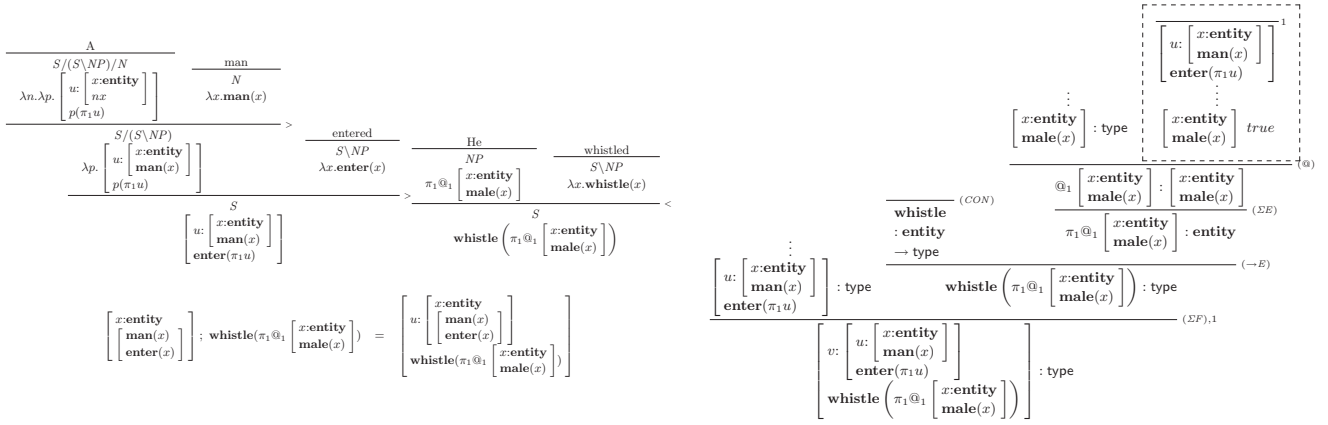 A
S/(S\NP)/N
λn.λp. [ u: [ x:entity
nx ]
p(π₁u) ]
man
N
λx.man(x)
>
S/(S\NP)
λp. [ u: [ x:entity
man(x) ]
p(π₁u) ]
entered
S\NP
λx.enter(x)
>
S
[ u: [ x:entity
man(x) ]
enter(π₁u) ]
He
NP
π₁@₁ [ x:entity
male(x) ]
whistled
S\NP
λx.whistle(x)
<
S
whistle ( π₁@₁ [ x:entity
male(x) ] )
[ x:entity
[ man(x)
enter(x) ] ] ; whistle(π₁@₁ [ x:entity
male(x) ] ) = [ u: [ x:entity
[ man(x)
enter(x) ] ]
whistle(π₁@₁ [ x:entity
male(x) ] ) ]
1
[ u: [ x:entity
man(x) ]
enter(π₁u) ]
⋮
[ x:entity
male(x) ] true
⋮
[ x:entity
male(x) ] : type
(@)
@₁ [ x:entity
male(x) ] : [ x:entity
male(x) ]
(ΣE)
π₁@₁ [ x:entity
male(x) ] : entity
(CON)
whistle
: entity
→ type
(→E)
whistle ( π₁@₁ [ x:entity
male(x) ] ) : type
⋮
[ u: [ x:entity
man(x) ]
enter(π₁u) ] : type
(ΣF),1
[ v: [ u: [ x:entity
man(x) ]
enter(π₁u) ]
whistle ( π₁@₁ [ x:entity
male(x) ] ) ] : type